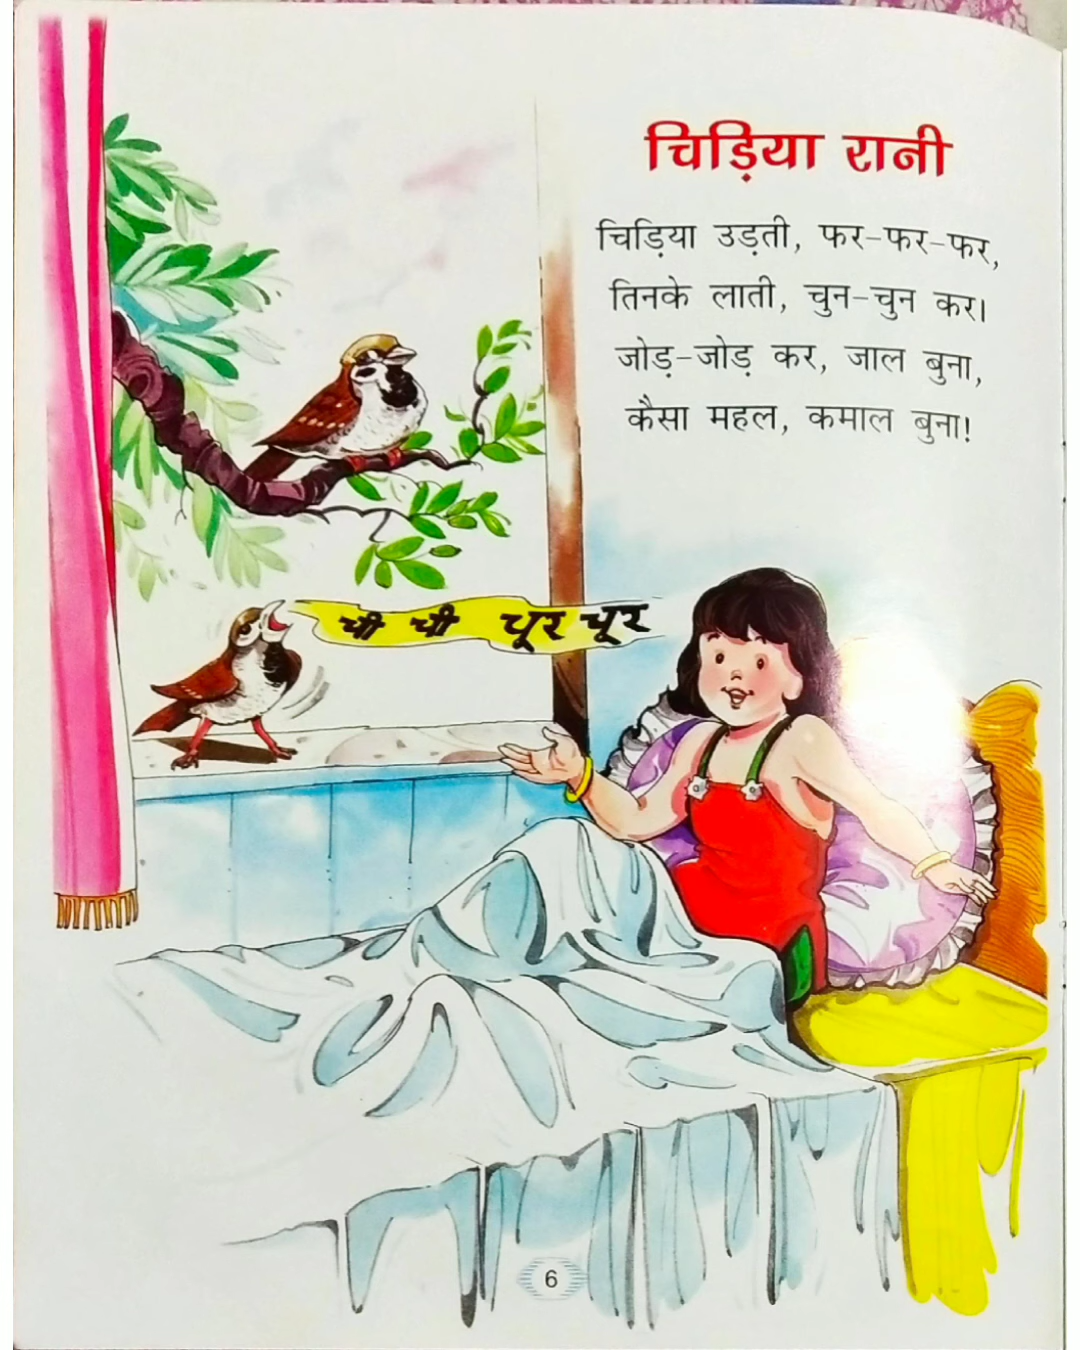 चिड़िया रानी
चिड़िया उड़ती, फर-फर-फर,
तिनके लाती, चुन-चुन कर।
जोड़-जोड़ कर, जाल बुना,
कैसा महल, कमाल बुना!
चीं चीं चूर चूर
6